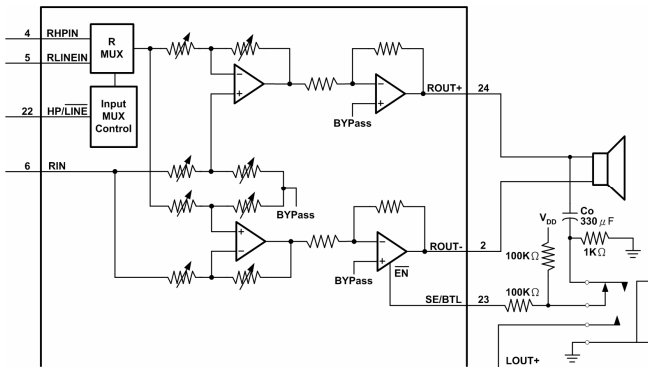 4 RHPIN
5 RLINEIN
R
MUX
22 HP/LINE
Input
MUX
Control
6 RIN
−
+
−
+
BYPass
ROUT+ 24
BYPass
+
−
−
+
BYPass
EN
ROUT- 2
SE/BTL 23
100KΩ
VDD
100KΩ
Co
330 μF
1KΩ
LOUT+